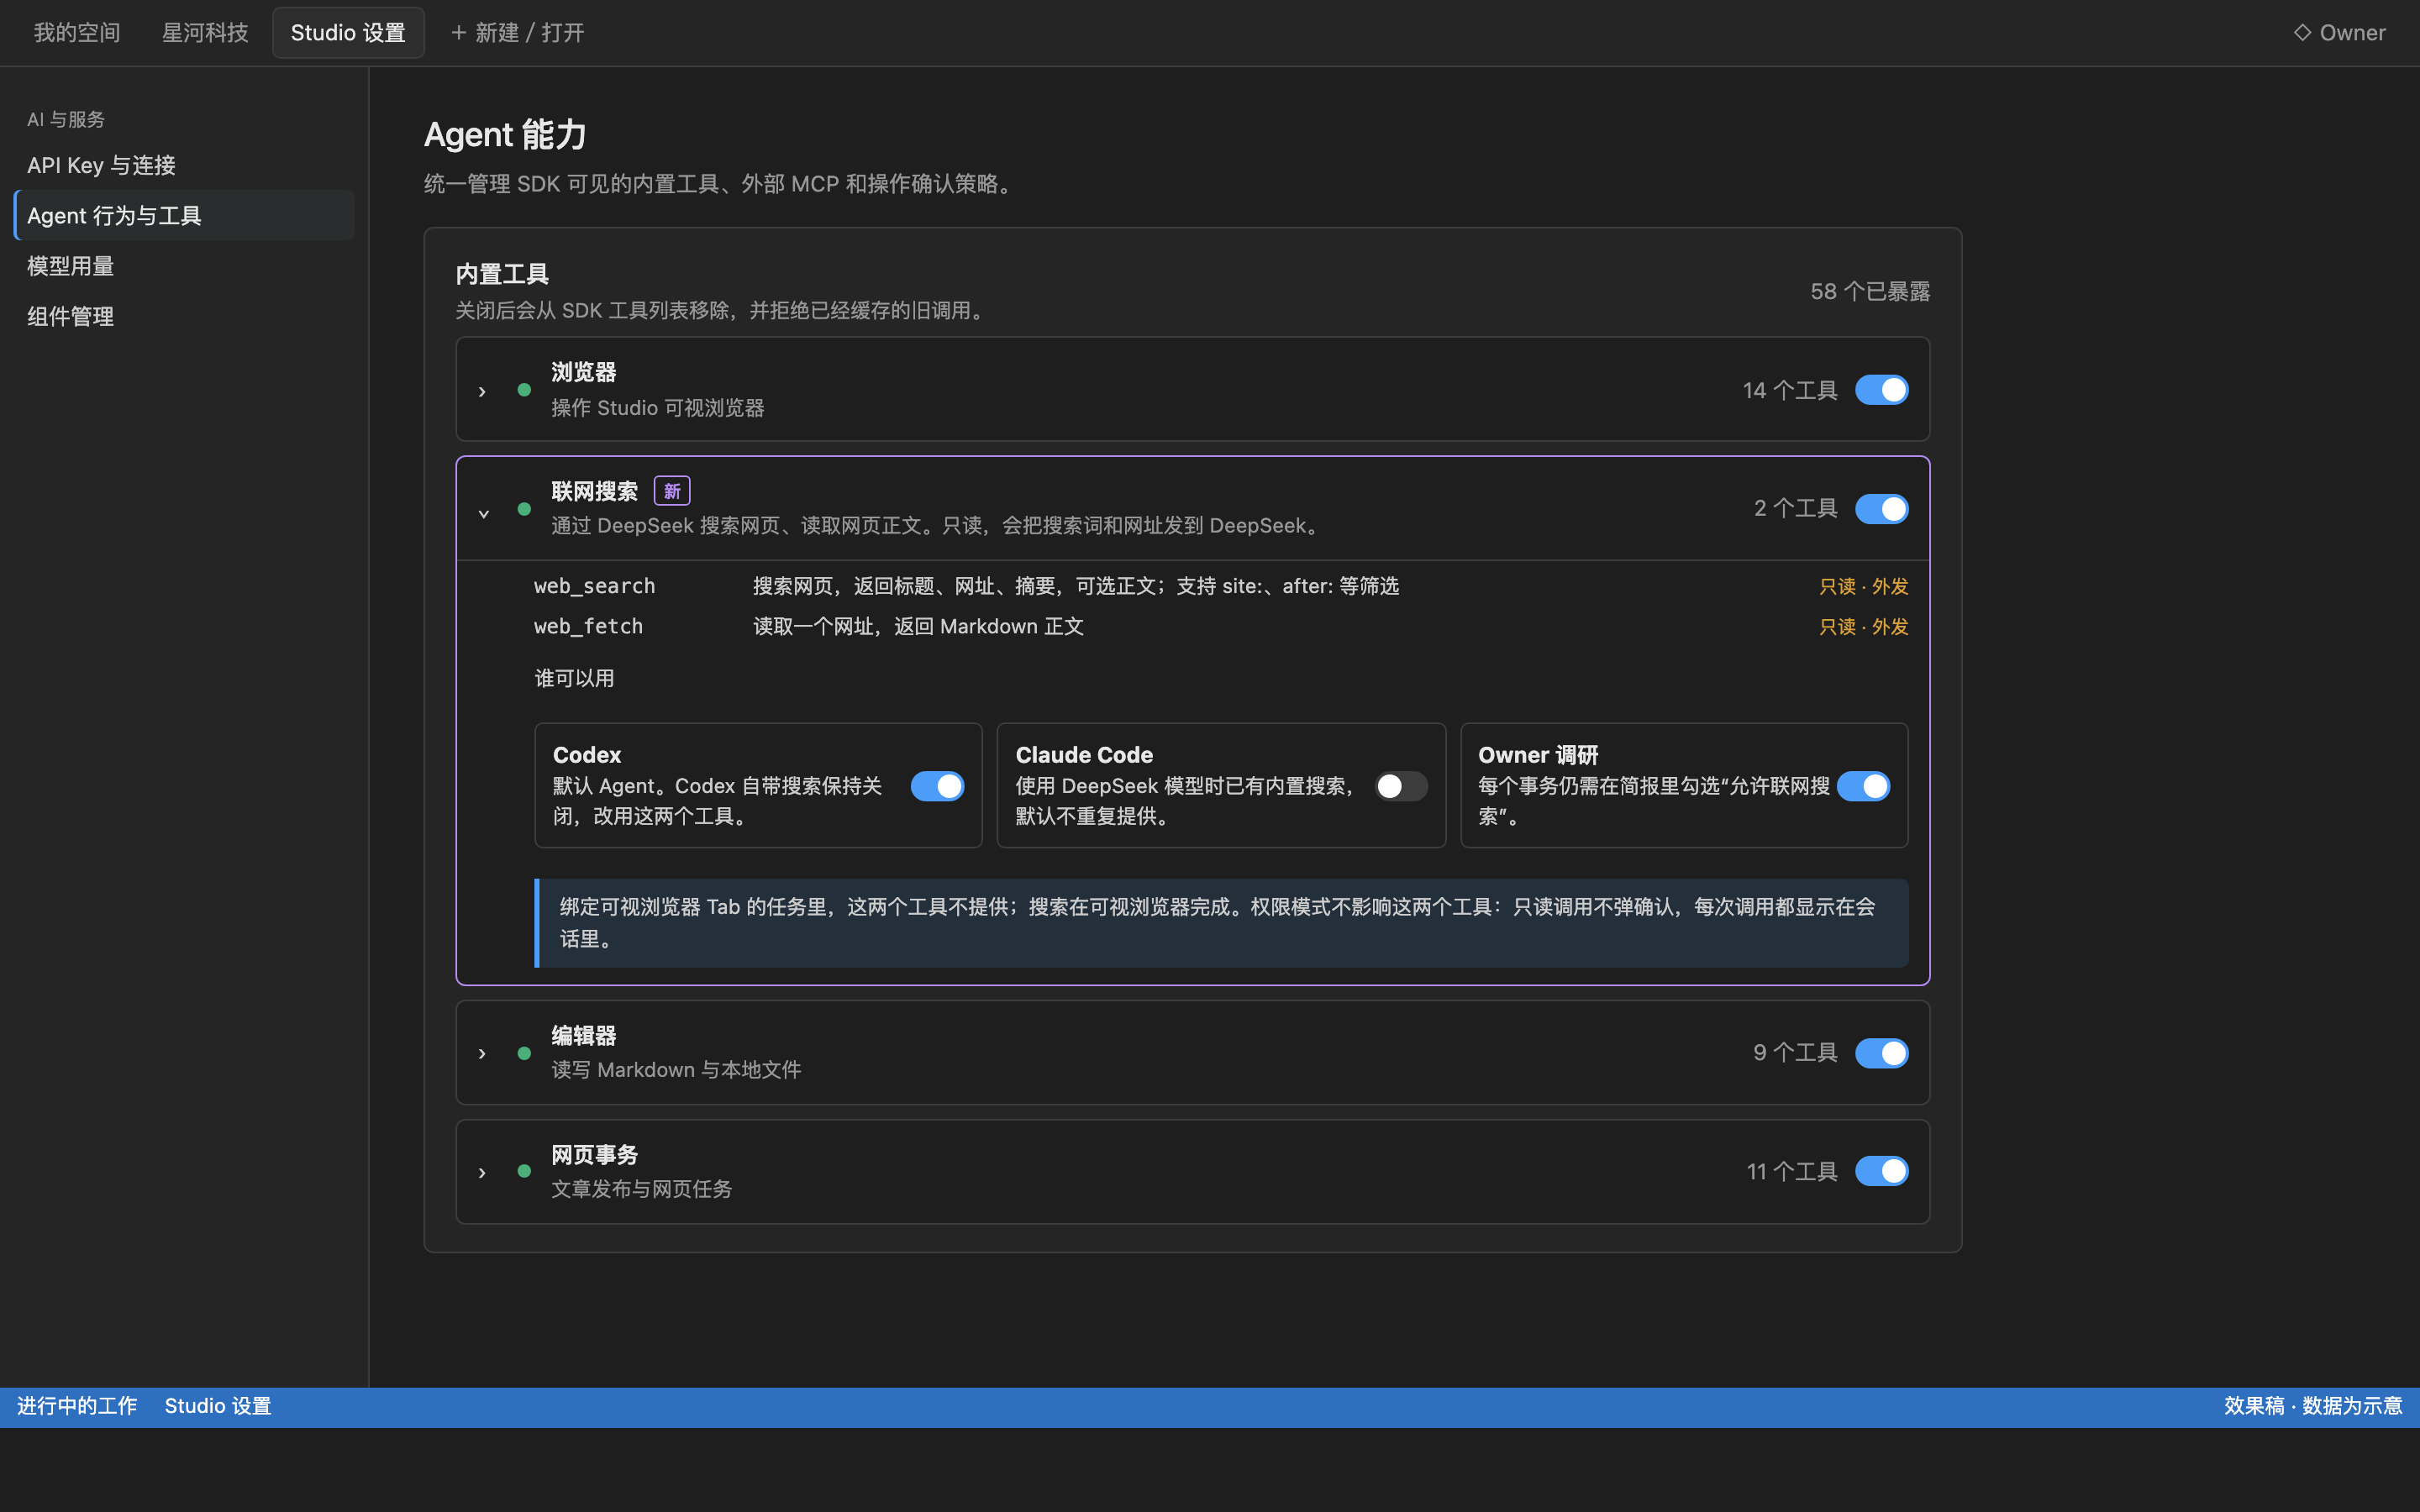 我的空间 星河科技 Studio 设置 + 新建 / 打开 ◇ Owner
AI 与服务
API Key 与连接
Agent 行为与工具
模型用量
组件管理
Agent 能力
统一管理 SDK 可见的内置工具、外部 MCP 和操作确认策略。
内置工具
关闭后会从 SDK 工具列表移除，并拒绝已经缓存的旧调用。
58 个已暴露
浏览器
操作 Studio 可视浏览器
14 个工具
联网搜索 新
通过 DeepSeek 搜索网页、读取网页正文。只读，会把搜索词和网址发到 DeepSeek。
2 个工具
web_search 搜索网页，返回标题、网址、摘要，可选正文；支持 site:、after: 等筛选 只读 · 外发
web_fetch 读取一个网址，返回 Markdown 正文 只读 · 外发
谁可以用
Codex
默认 Agent。Codex 自带搜索保持关
闭，改用这两个工具。
Claude Code
使用 DeepSeek 模型时已有内置搜索，
默认不重复提供。
Owner 调研
每个事务仍需在简报里勾选“允许联网搜
索”。
绑定可视浏览器 Tab 的任务里，这两个工具不提供；搜索在可视浏览器完成。权限模式不影响这两个工具：只读调用不弹确认，每次调用都显示在会
话里。
编辑器
读写 Markdown 与本地文件
9 个工具
网页事务
文章发布与网页任务
11 个工具
进行中的工作 Studio 设置 效果稿 · 数据为示意